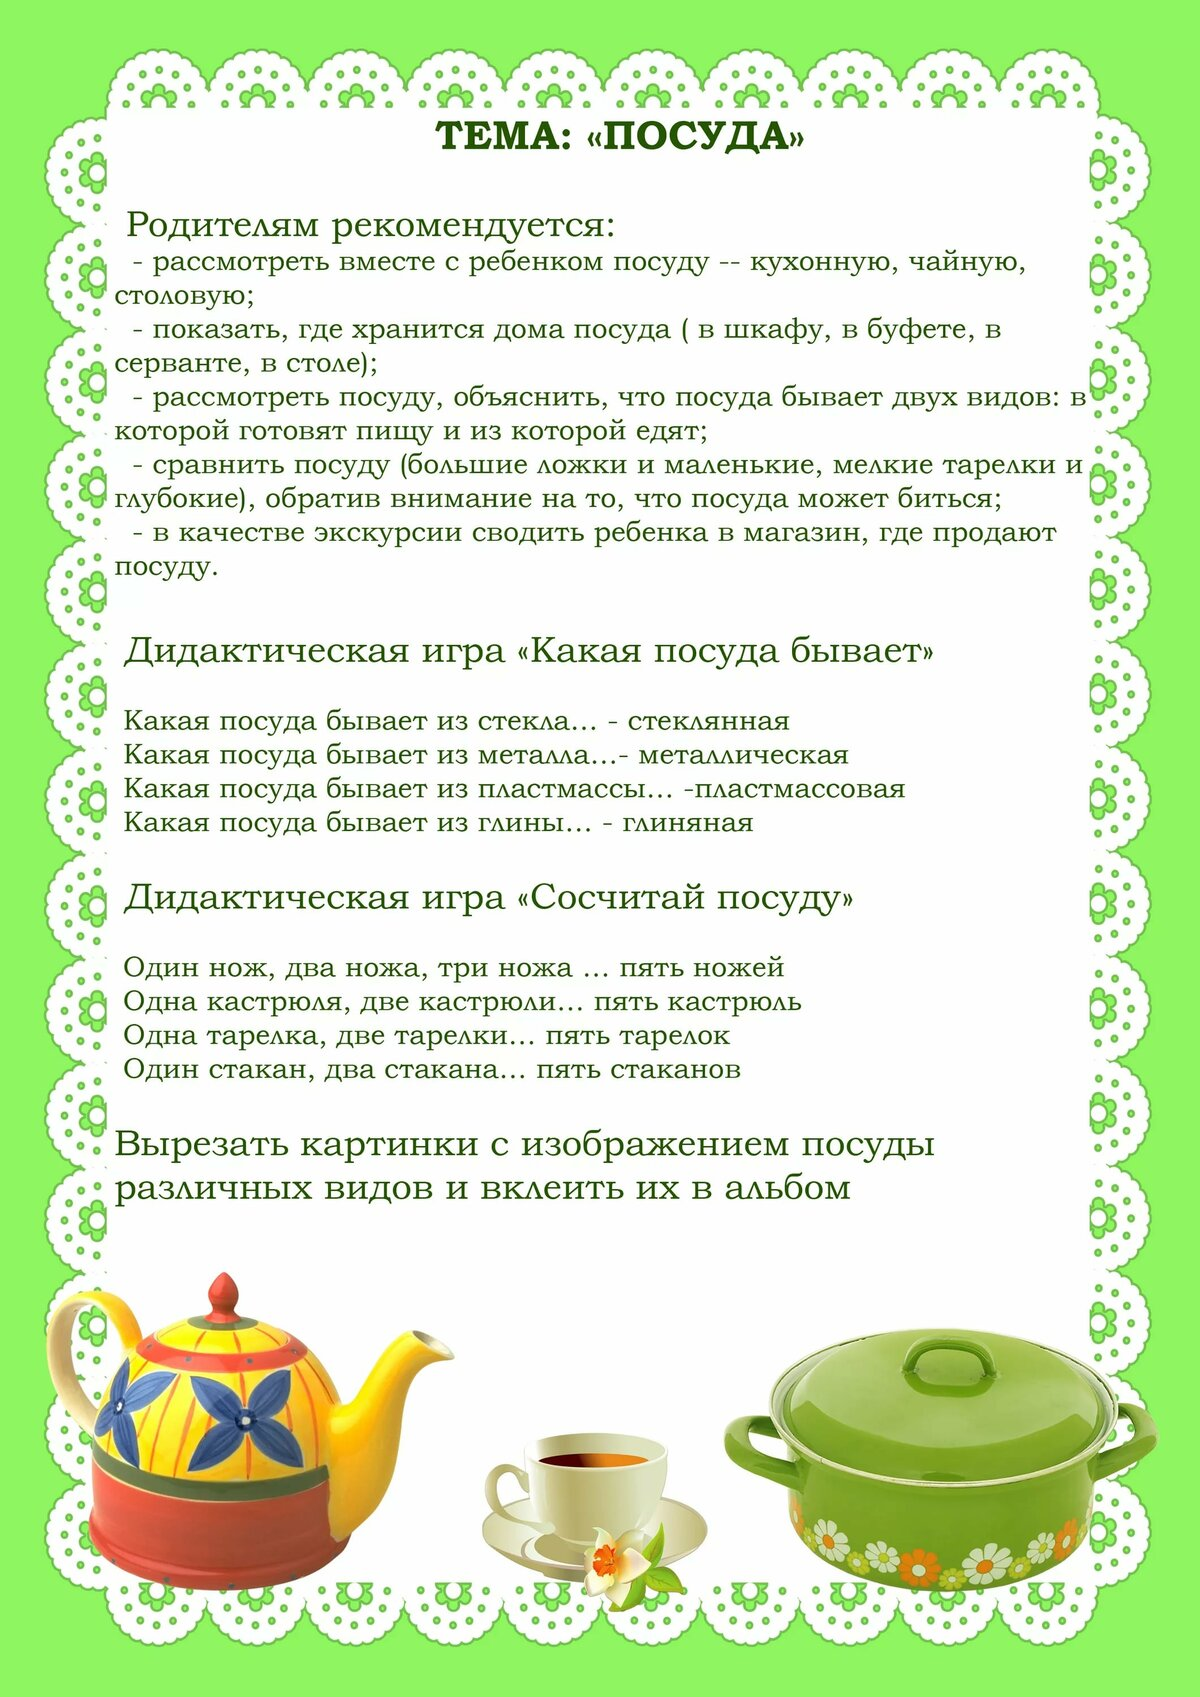 ТЕМА: «ПОСУДА»
Родителям рекомендуется:
- рассмотреть вместе с ребенком посуду -- кухонную, чайную,
столовую;
- показать, где хранится дома посуда ( в шкафу, в буфете, в
серванте, в столе);
- рассмотреть посуду, объяснить, что посуда бывает двух видов: в
которой готовят пищу и из которой едят;
- сравнить посуду (большие ложки и маленькие, мелкие тарелки и
глубокие), обратив внимание на то, что посуда может биться;
- в качестве экскурсии сводить ребенка в магазин, где продают
посуду.
Дидактическая игра «Какая посуда бывает»
Какая посуда бывает из стекла… - стеклянная
Какая посуда бывает из металла…- металлическая
Какая посуда бывает из пластмассы… -пластмассовая
Какая посуда бывает из глины… - глиняная
Дидактическая игра «Сосчитай посуду»
Один нож, два ножа, три ножа … пять ножей
Одна кастрюля, две кастрюли… пять кастрюль
Одна тарелка, две тарелки… пять тарелок
Один стакан, два стакана… пять стаканов
Вырезать картинки с изображением посуды
различных видов и вклеить их в альбом